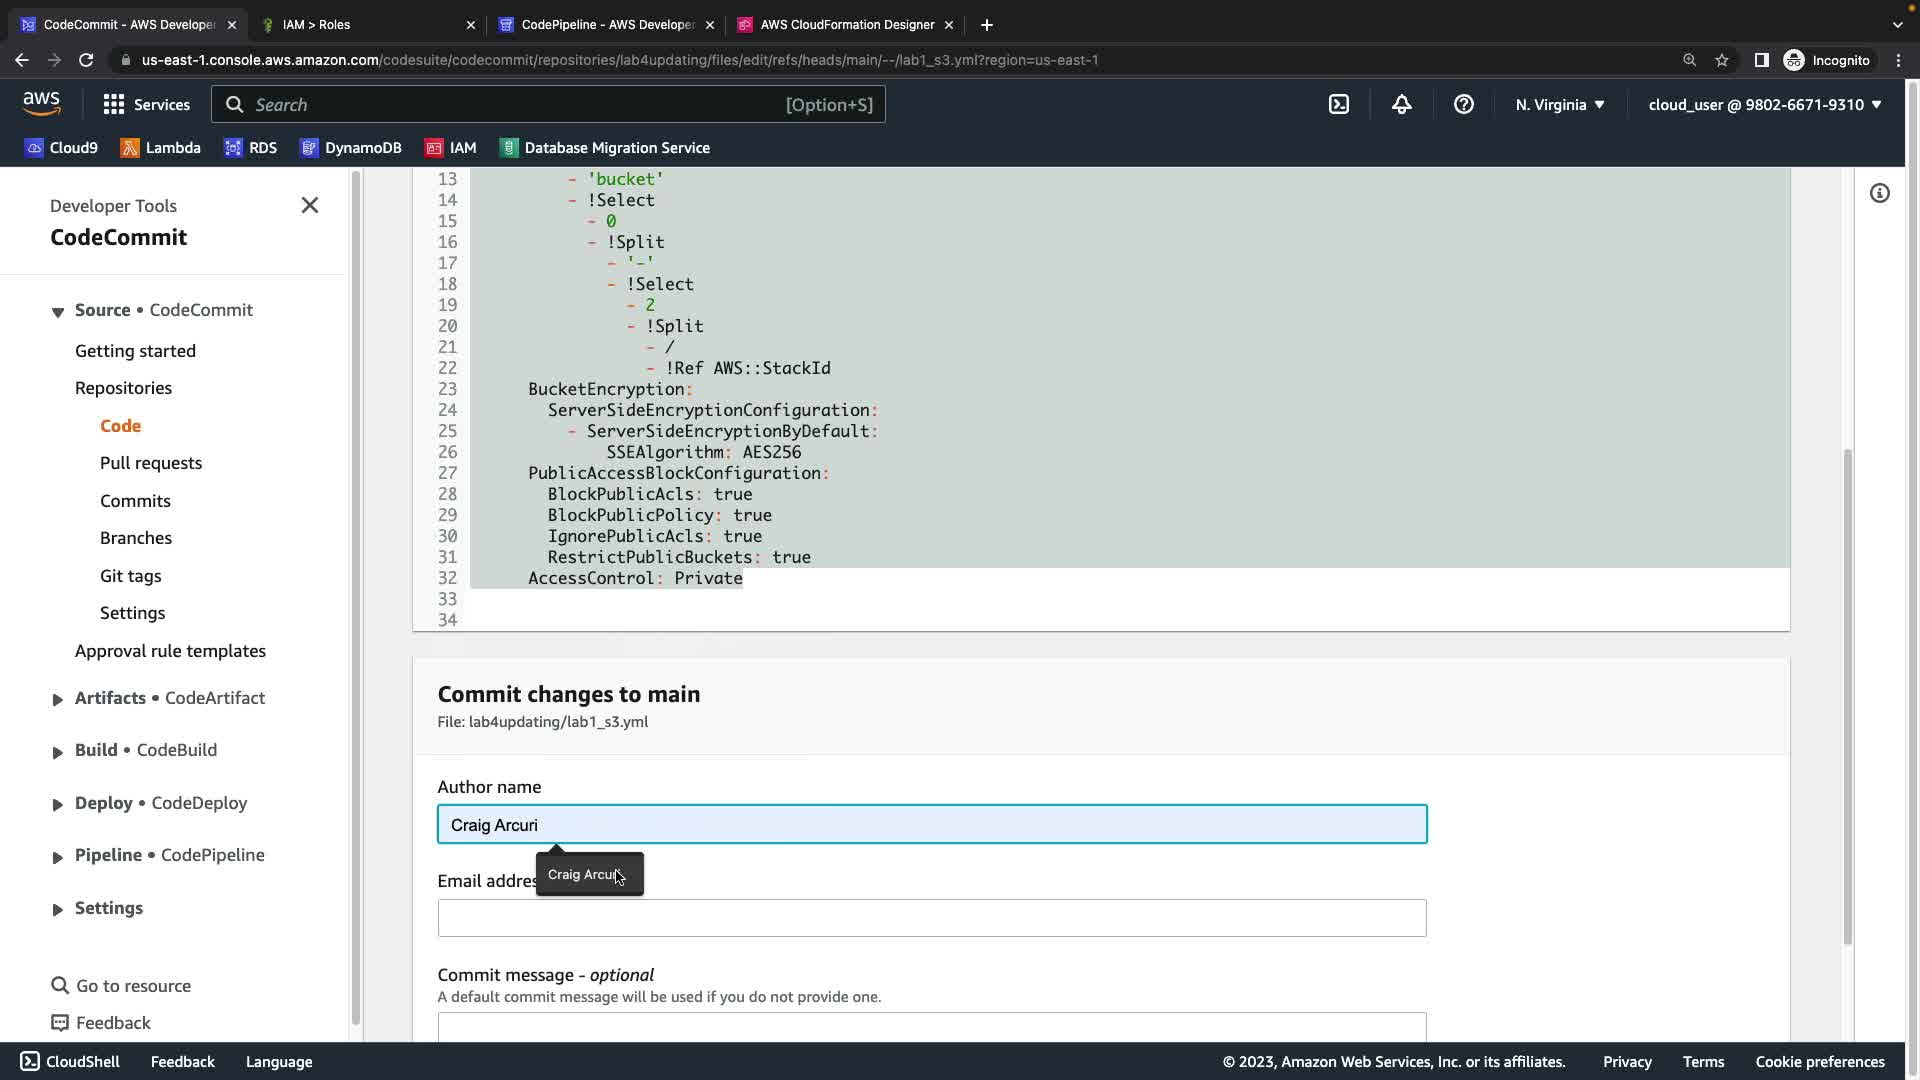 CodeCommit - AWS Developer
IAM > Roles
CodePipeline - AWS Developer
AWS CloudFormation Designer
us-east-1.console.aws.amazon.com/codesuite/codecommit/repositories/lab4updating/files/edit/refs/heads/main/--/lab1_s3.yml?region=us-east-1
Incognito
aws
Services
Search
[Option+S]
N. Virginia
cloud_user @ 9802-6671-9310
Cloud9
Lambda
RDS
DynamoDB
IAM
Database Migration Service
Developer Tools
CodeCommit
Source • CodeCommit
Getting started
Repositories
Code
Pull requests
Commits
Branches
Git tags
Settings
Approval rule templates
Artifacts • CodeArtifact
Build • CodeBuild
Deploy • CodeDeploy
Pipeline • CodePipeline
Settings
Go to resource
Feedback
13 - 'bucket'
14 - !Select
15 - 0
16 - !Split
17 - '-'
18 - !Select
19 - 2
20 - !Split
21 - /
22 - !Ref AWS::StackId
23 BucketEncryption:
24 ServerSideEncryptionConfiguration:
25 - ServerSideEncryptionByDefault:
26 SSEAlgorithm: AES256
27 PublicAccessBlockConfiguration:
28 BlockPublicAcls: true
29 BlockPublicPolicy: true
30 IgnorePublicAcls: true
31 RestrictPublicBuckets: true
32 AccessControl: Private
33
34
Commit changes to main
File: lab4updating/lab1_s3.yml
Author name
Craig Arcuri
Craig Arcuri
Email addres
Commit message - optional
A default commit message will be used if you do not provide one.
CloudShell
Feedback
Language
© 2023, Amazon Web Services, Inc. or its affiliates.
Privacy
Terms
Cookie preferences